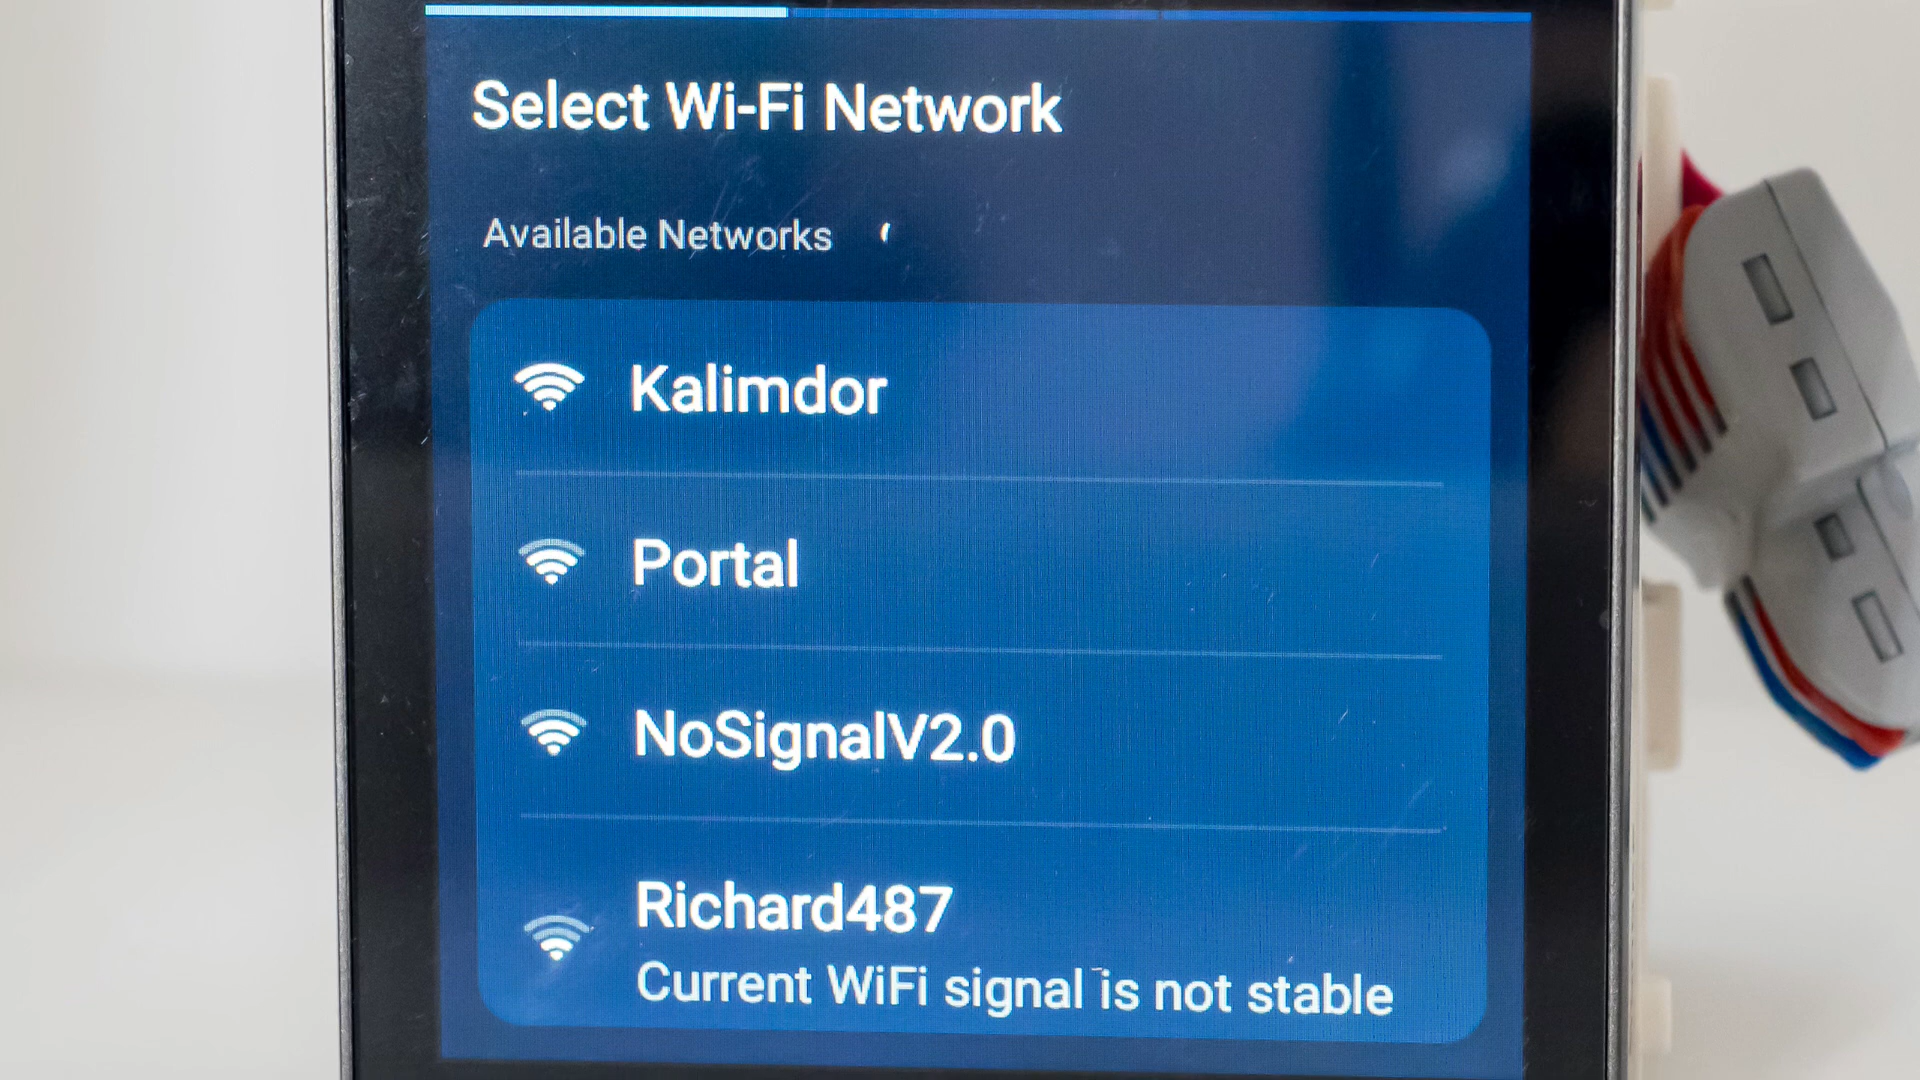 Select Wi-Fi Network
Available Networks
Kalimdor
Portal
NoSignalV2.0
Richard487
Current WiFi signal is not stable